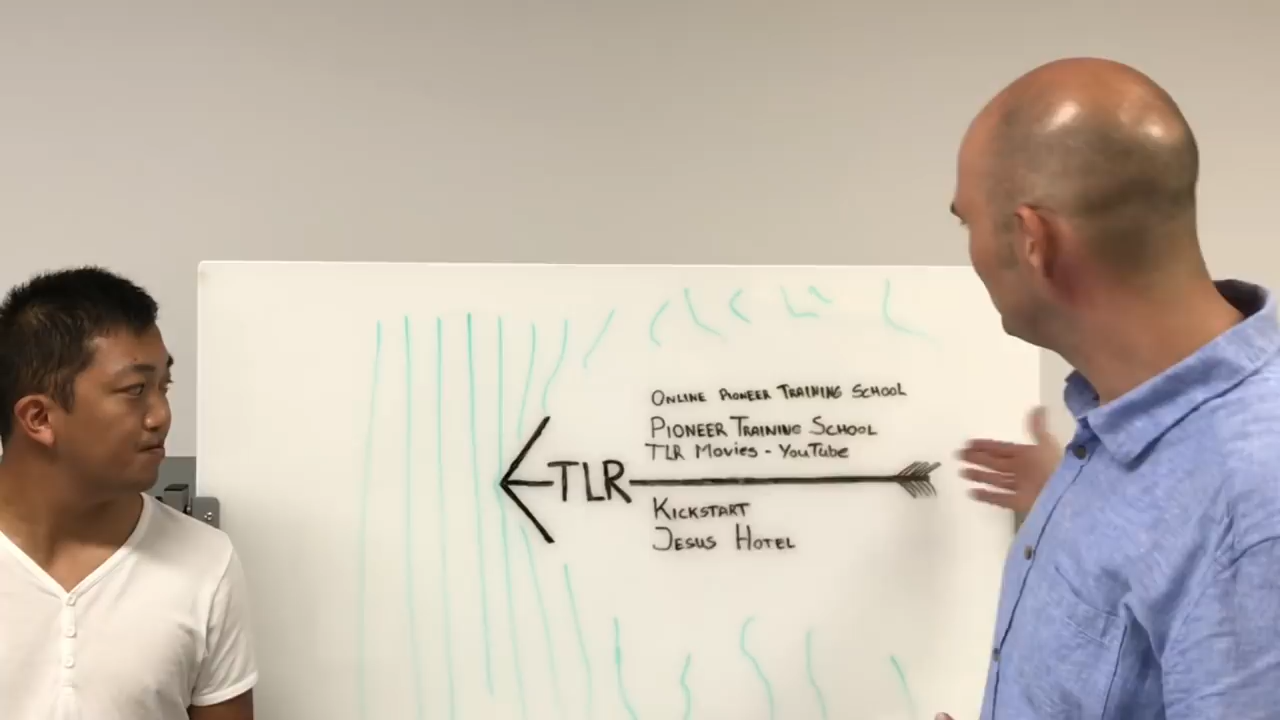 Online Pioneer Training School
Pioneer Training School
TLR Movies - YouTube
TLR
Kickstart
Jesus Hotel